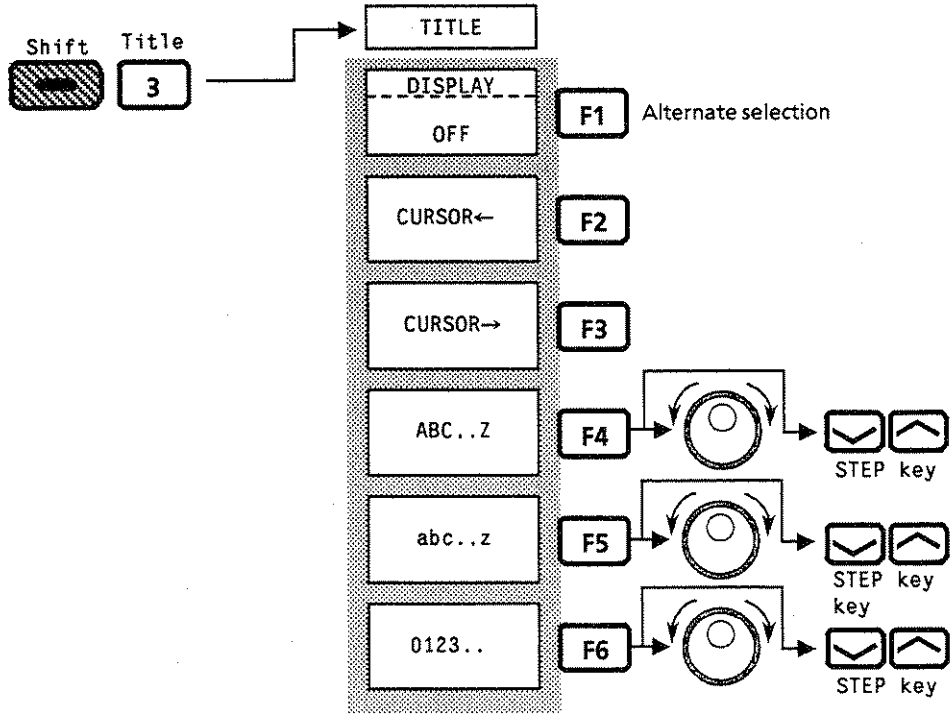 TITLE
Shift Title
3
DISPLAY
OFF
F1 Alternate selection
CURSOR←
F2
CURSOR→
F3
ABC..Z
F4
STEP key
abc..z
F5
STEP key
key
0123..
F6
STEP key